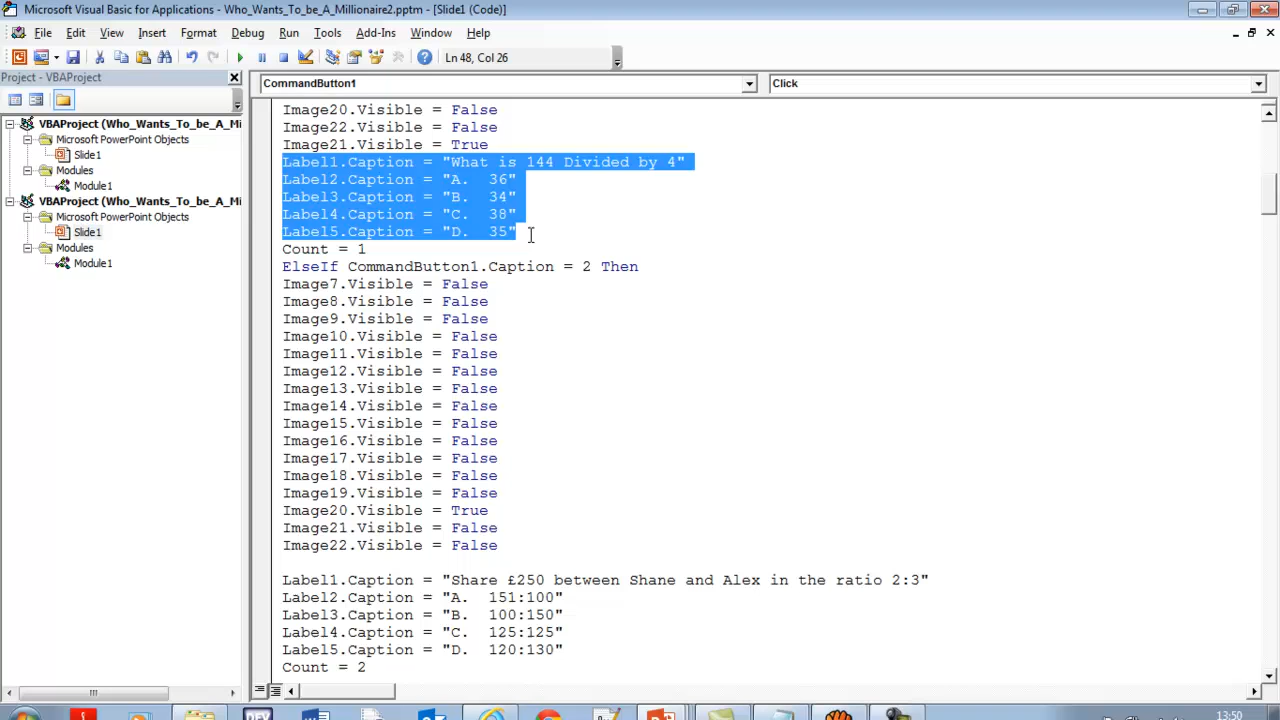 Microsoft Visual Basic for Applications - Who_Wants_To_be_A_Millionaire2.pptm - [Slide1 (Code)]
File Edit View Insert Format Debug Run Tools Add-Ins Window Help
Ln 48, Col 26
Project - VBAProject
CommandButton1
Click
VBAProject (Who_Wants_To_be_A_Mi
Microsoft PowerPoint Objects
Slide1
Modules
Module1
VBAProject (Who_Wants_To_be_A_Mi
Microsoft PowerPoint Objects
Slide1
Modules
Module1
Image20.Visible = False
Image22.Visible = False
Image21.Visible = True
Label1.Caption = "What is 144 Divided by 4"
Label2.Caption = "A.  36"
Label3.Caption = "B.  34"
Label4.Caption = "C.  38"
Label5.Caption = "D.  35"
Count = 1
ElseIf CommandButton1.Caption = 2 Then
Image7.Visible = False
Image8.Visible = False
Image9.Visible = False
Image10.Visible = False
Image11.Visible = False
Image12.Visible = False
Image13.Visible = False
Image14.Visible = False
Image15.Visible = False
Image16.Visible = False
Image17.Visible = False
Image18.Visible = False
Image19.Visible = False
Image20.Visible = True
Image21.Visible = False
Image22.Visible = False
Label1.Caption = "Share £250 between Shane and Alex in the ratio 2:3"
Label2.Caption = "A.  151:100"
Label3.Caption = "B.  100:150"
Label4.Caption = "C.  125:125"
Label5.Caption = "D.  120:130"
Count = 2
13:50